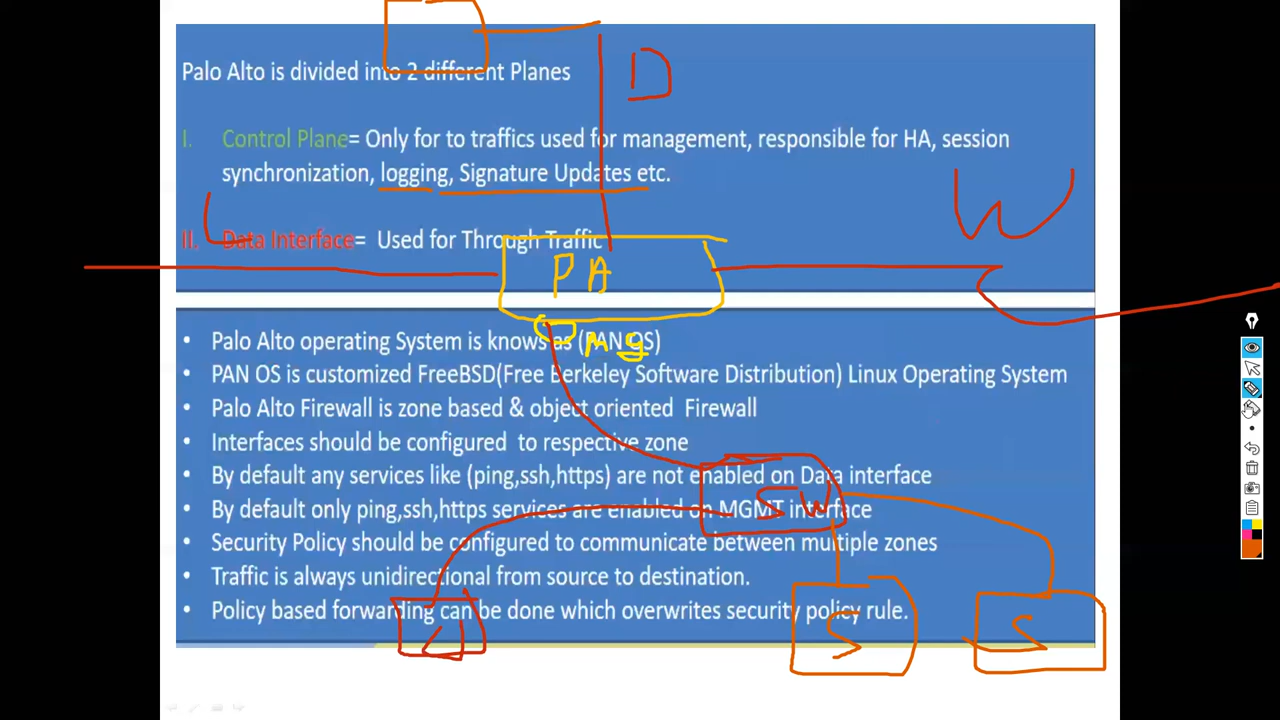 Palo Alto is divided into 2 different Planes
D
I. Control Plane= Only for to traffics used for management, responsible for HA, session
synchronization, logging, Signature Updates etc.
L
W
II. Data Interface= Used for Through Traffic
PA
• Palo Alto operating System is knows as (PAN OS)
Mg
• PAN OS is customized FreeBSD(Free Berkeley Software Distribution) Linux Operating System
• Palo Alto Firewall is zone based & object oriented Firewall
• Interfaces should be configured to respective zone
• By default any services like (ping,ssh,https) are not enabled on Data interface
SW
• By default only ping,ssh,https services are enabled on MGMT interface
• Security Policy should be configured to communicate between multiple zones
• Traffic is always unidirectional from source to destination.
• Policy based forwarding can be done which overwrites security policy rule.
S
S